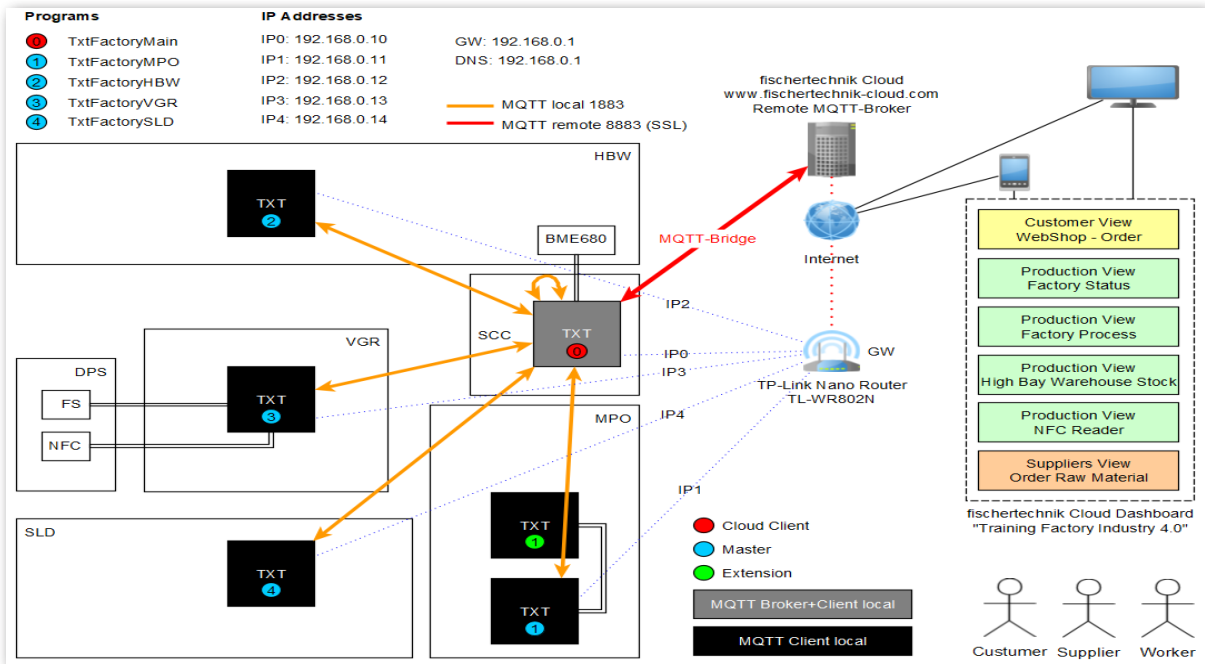 Programs
0 TxtFactoryMain
1 TxtFactoryMPO
2 TxtFactoryHBW
3 TxtFactoryVGR
4 TxtFactorySLD
IP Addresses
IP0: 192.168.0.10
IP1: 192.168.0.11
IP2: 192.168.0.12
IP3: 192.168.0.13
IP4: 192.168.0.14
GW: 192.168.0.1
DNS: 192.168.0.1
MQTT local 1883
MQTT remote 8883 (SSL)
fischertechnik Cloud
www.fischertechnik-cloud.com
Remote MQTT-Broker
HBW
TXT
2
BME680
MQTT-Bridge
Internet
SCC
TXT
0
IP2
IP0
IP3
IP4
IP1
GW
TP-Link Nano Router
TL-WR802N
VGR
TXT
3
DPS
FS
NFC
MPO
TXT
1
TXT
1
SLD
TXT
4
Cloud Client
Master
Extension
MQTT Broker+Client local
MQTT Client local
Customer View
WebShop - Order
Production View
Factory Status
Production View
Factory Process
Production View
High Bay Warehouse Stock
Production View
NFC Reader
Suppliers View
Order Raw Material
fischertechnik Cloud Dashboard
"Training Factory Industry 4.0"
Custumer
Supplier
Worker